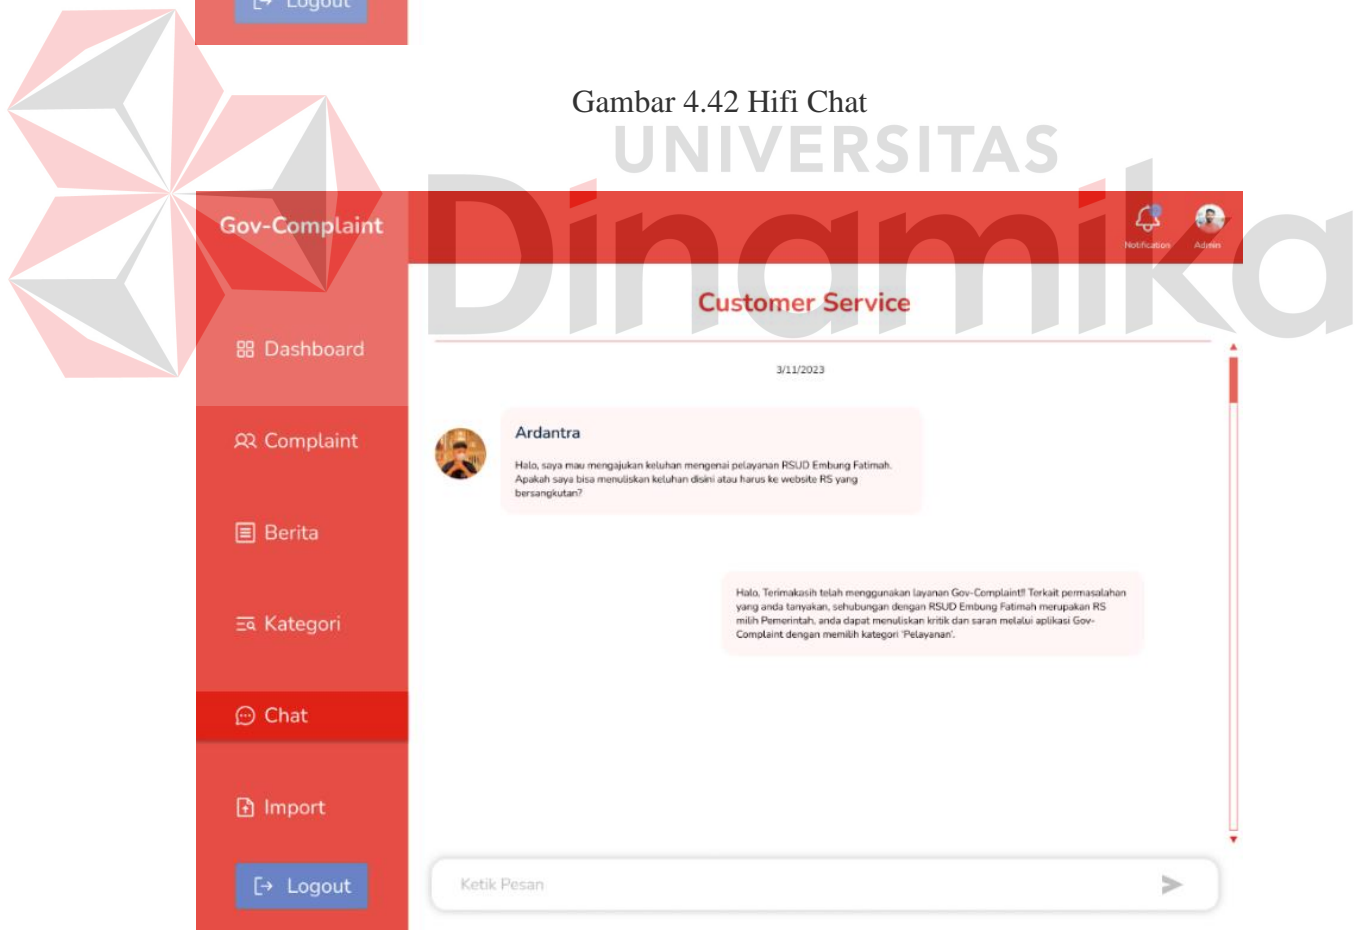 Logout
Gambar 4.42 Hifi Chat
UNIVERSITAS
Dinamika
Gov-Complaint
Notification
Admin
Customer Service
Dashboard
3/11/2023
Complaint
Ardantra
Halo, saya mau mengajukan keluhan mengenai pelayanan RSUD Embung Fatimah.
Apakah saya bisa menuliskan keluhan disini atau harus ke website RS yang
bersangkutan?
Berita
Halo, Terimakasih telah menggunakan layanan Gov-Complaint!! Terkait permasalahan
yang anda tanyakan, sehubungan dengan RSUD Embung Fatimah merupakan RS
milih Pemerintah, anda dapat menuliskan kritik dan saran melalui aplikasi Gov-
Complaint dengan memilih kategori 'Pelayanan'.
Kategori
Chat
Import
Logout
Ketik Pesan